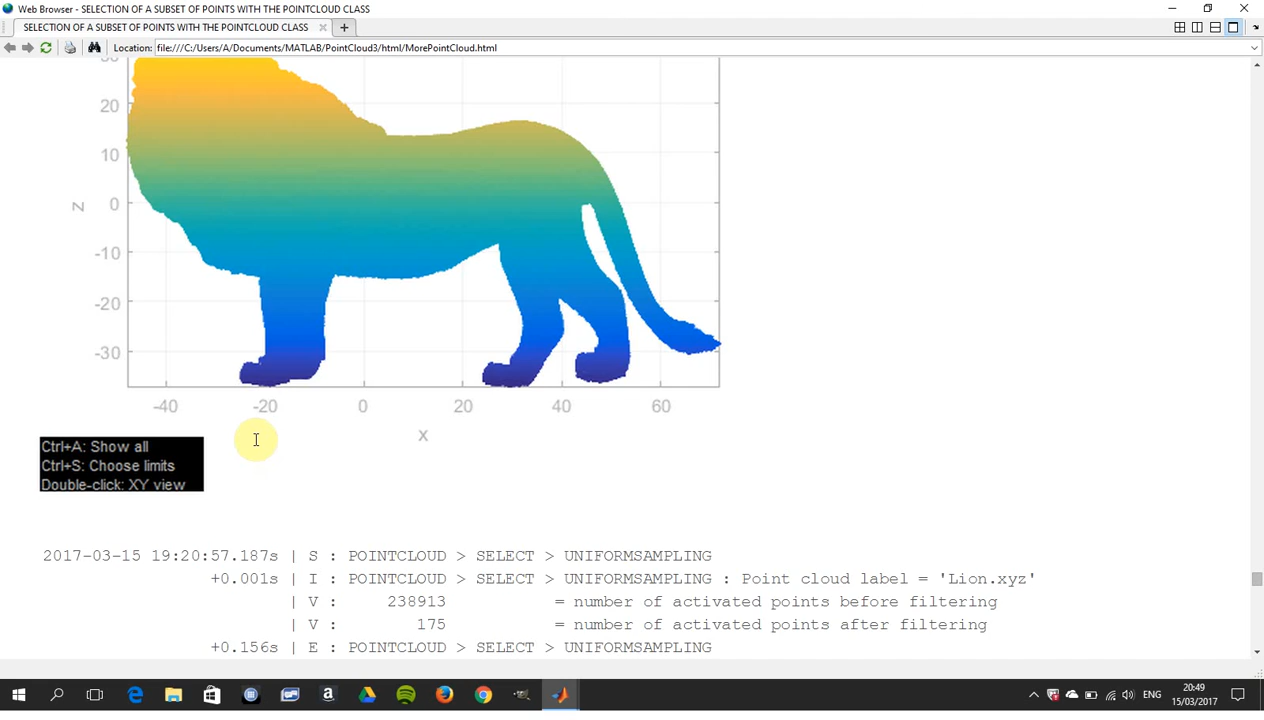 Web Browser - SELECTION OF A SUBSET OF POINTS WITH THE POINTCLOUD CLASS
SELECTION OF A SUBSET OF POINTS WITH THE POINTCLOUD CLASS
Location: file:///C:/Users/A/Documents/MATLAB/PointCloud3/html/MorePointCloud.html
30
20
10
0
-10
-20
-30
Z
-40 -20 0 20 40 60
X
Ctrl+A: Show all
Ctrl+S: Choose limits
Double-click: XY view
2017-03-15 19:20:57.187s | S : POINTCLOUD > SELECT > UNIFORMSAMPLING
+0.001s | I : POINTCLOUD > SELECT > UNIFORMSAMPLING : Point cloud label = 'Lion.xyz'
| V : 238913 = number of activated points before filtering
| V : 175 = number of activated points after filtering
+0.156s | E : POINTCLOUD > SELECT > UNIFORMSAMPLING
ENG
20:49
15/03/2017